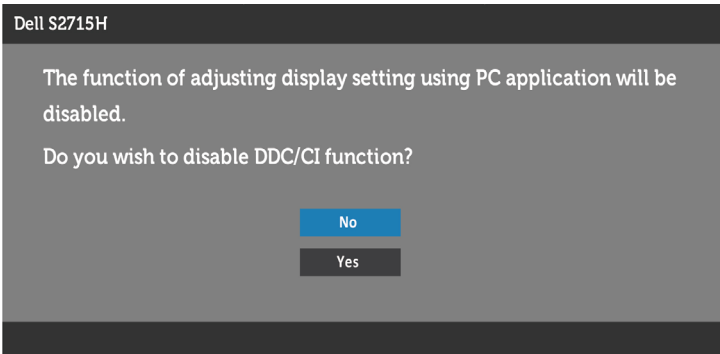 Dell S2715H
The function of adjusting display setting using PC application will be
disabled.
Do you wish to disable DDC/CI function?
No
Yes